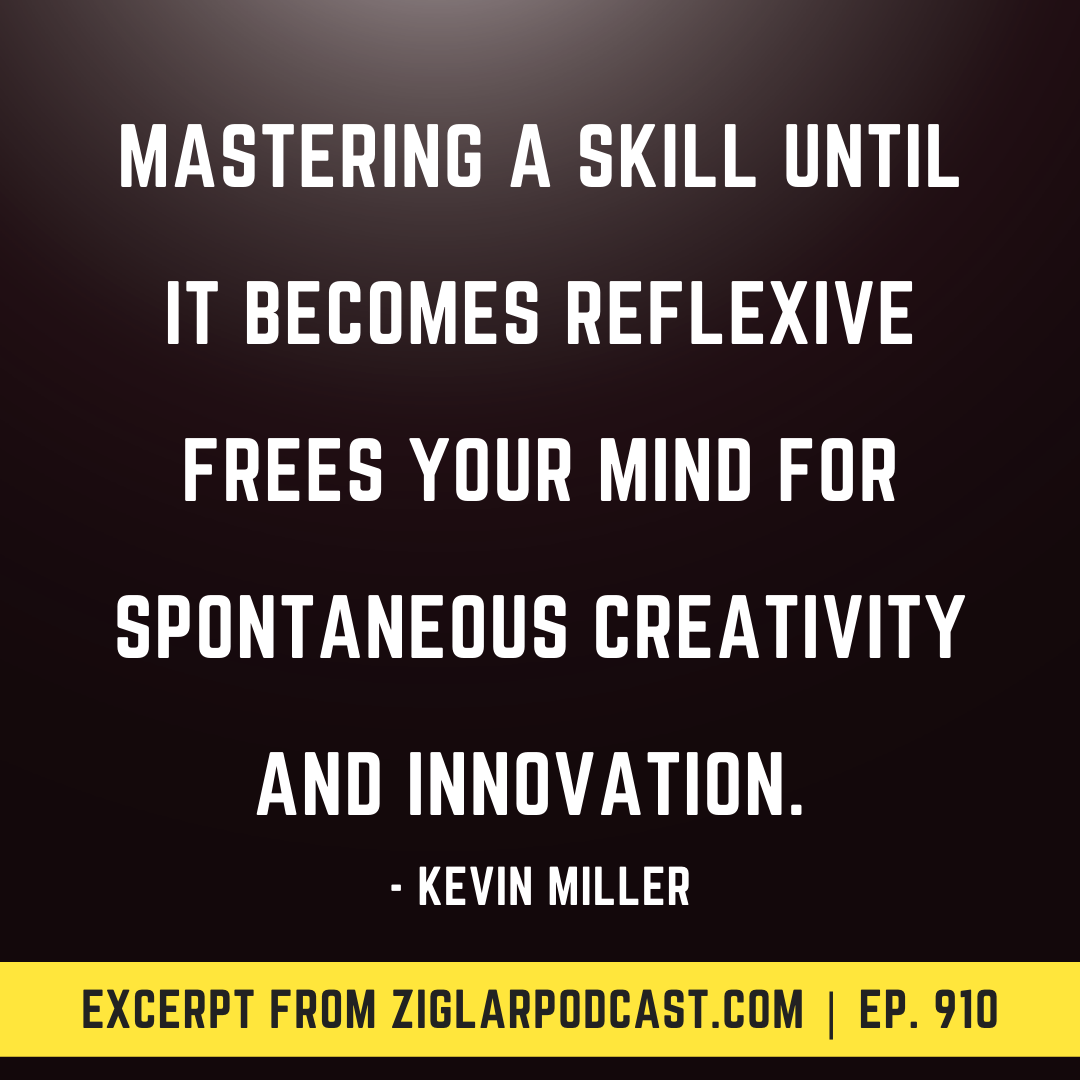 MASTERING A SKILL UNTIL
IT BECOMES REFLEXIVE
FREES YOUR MIND FOR
SPONTANEOUS CREATIVITY
AND INNOVATION.
- KEVIN MILLER
EXCERPT FROM ZIGLARPODCAST.COM | EP. 910